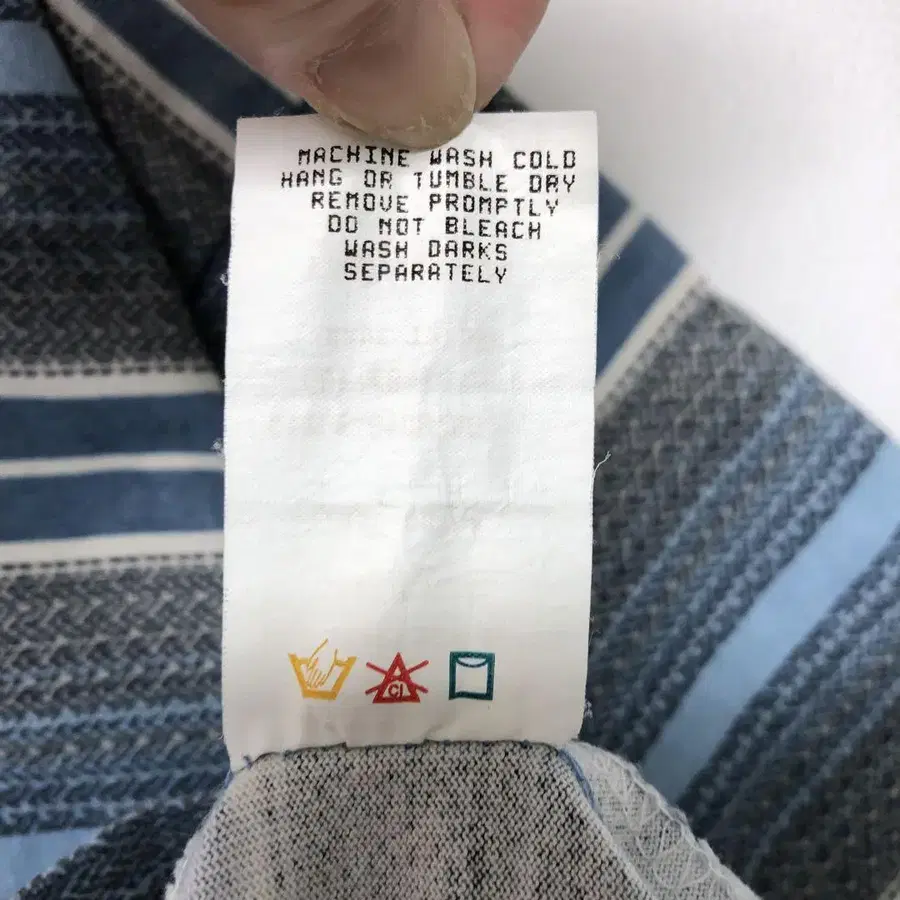 MACHINE WASH COLD
HANG OR TUMBLE DRY
REMOVE PROMPTLY
DO NOT BLEACH
WASH DARKS
SEPARATELY
Cl